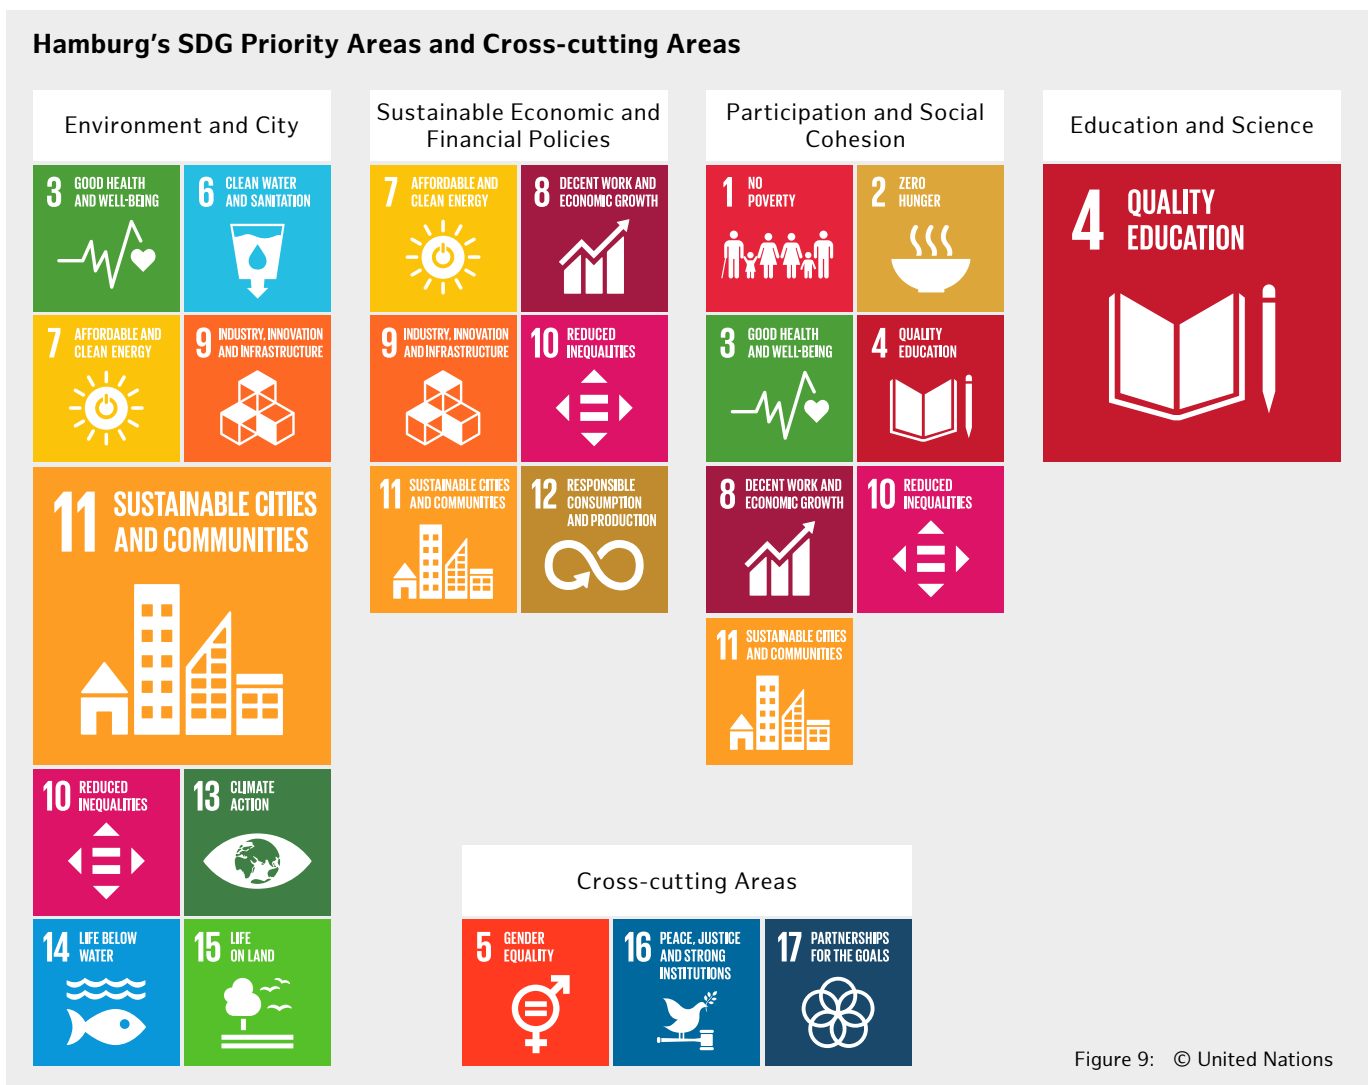 Hamburg's SDG Priority Areas and Cross-cutting Areas
Environment and City
3 GOOD HEALTH
AND WELL-BEING
6 CLEAN WATER
AND SANITATION
7 AFFORDABLE AND
CLEAN ENERGY
9 INDUSTRY, INNOVATION
AND INFRASTRUCTURE
11 SUSTAINABLE CITIES
AND COMMUNITIES
10 REDUCED
INEQUALITIES
13 CLIMATE
ACTION
14 LIFE BELOW
WATER
15 LIFE
ON LAND
Sustainable Economic and
Financial Policies
7 AFFORDABLE AND
CLEAN ENERGY
8 DECENT WORK AND
ECONOMIC GROWTH
9 INDUSTRY, INNOVATION
AND INFRASTRUCTURE
10 REDUCED
INEQUALITIES
11 SUSTAINABLE CITIES
AND COMMUNITIES
12 RESPONSIBLE
CONSUMPTION
AND PRODUCTION
Participation and Social
Cohesion
1 NO
POVERTY
2 ZERO
HUNGER
3 GOOD HEALTH
AND WELL-BEING
4 QUALITY
EDUCATION
8 DECENT WORK AND
ECONOMIC GROWTH
10 REDUCED
INEQUALITIES
11 SUSTAINABLE CITIES
AND COMMUNITIES
Education and Science
4 QUALITY
EDUCATION
Cross-cutting Areas
5 GENDER
EQUALITY
16 PEACE, JUSTICE
AND STRONG
INSTITUTIONS
17 PARTNERSHIPS
FOR THE GOALS
Figure 9: © United Nations